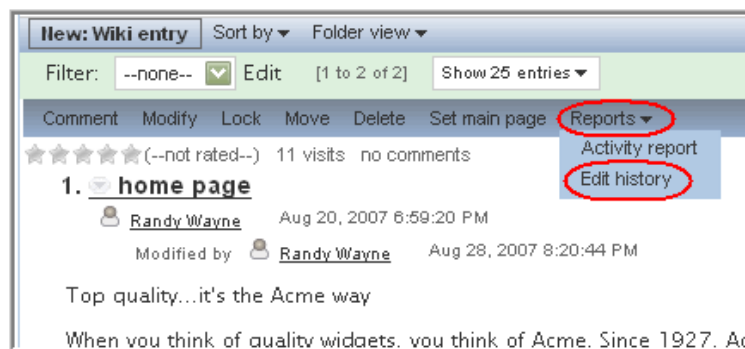 New: Wiki entry Sort by Folder view
Filter: --none-- Edit [1 to 2 of 2] Show 25 entries
Comment Modify Lock Move Delete Set main page Reports
Activity report
(--not rated--) 11 visits no comments
Edit history
1. home page
Randy Wayne Aug 20, 2007 6:59:20 PM
Modified by Randy Wayne Aug 28, 2007 8:20:44 PM
Top quality...it's the Acme way
When you think of quality widgets, you think of Acme. Since 1927,